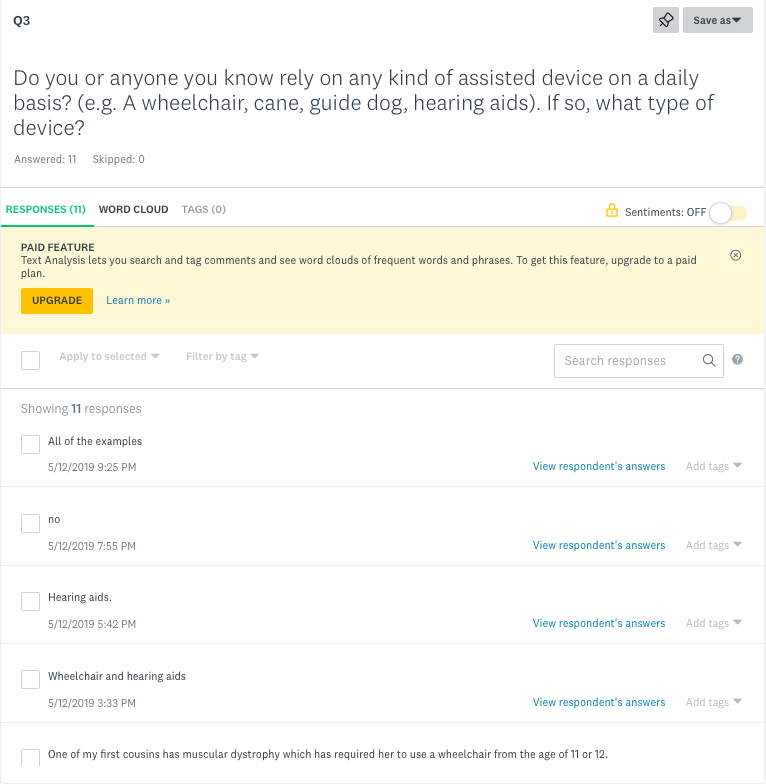 Q3
Save as
Do you or anyone you know rely on any kind of assisted device on a daily
basis? (e.g. A wheelchair, cane, guide dog, hearing aids). If so, what type of
device?
Answered: 11 Skipped: 0
RESPONSES (11) WORD CLOUD TAGS (0) Sentiments: OFF
PAID FEATURE
Text Analysis lets you search and tag comments and see word clouds of frequent words and phrases. To get this feature, upgrade to a paid
plan.
UPGRADE Learn more »
Apply to selected Filter by tag Search responses ?
Showing 11 responses
All of the examples
5/12/2019 9:25 PM View respondent's answers Add tags
no
5/12/2019 7:55 PM View respondent's answers Add tags
Hearing aids.
5/12/2019 5:42 PM View respondent's answers Add tags
Wheelchair and hearing aids
5/12/2019 3:33 PM View respondent's answers Add tags
One of my first cousins has muscular dystrophy which has required her to use a wheelchair from the age of 11 or 12.